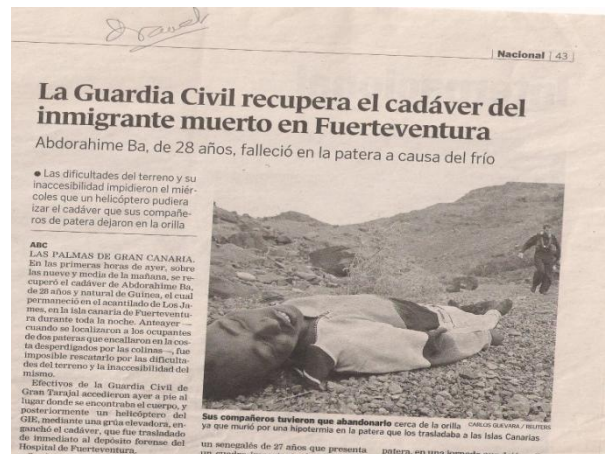 Nacional | 43
La Guardia Civil recupera el cadáver del
inmigrante muerto en Fuerteventura
Abdorahime Ba, de 28 años, falleció en la patera a causa del frío
● Las dificultades del terreno y su
inaccesibilidad impidieron el miér-
coles que un helicóptero pudiera
izar el cadáver que sus compañe-
ros de patera dejaron en la orilla
ABC
LAS PALMAS DE GRAN CANARIA.
En las primeras horas de ayer, sobre
las nueve y media de la mañana, se re-
cuperó el cadáver de Abdorahime Ba,
de 28 años y natural de Guinea, el cual
permaneció en el acantilado de Los Ja-
mes, en la isla canaria de Fuerteventu-
ra durante toda la noche. Anteayer —
cuando se localizaron a los ocupantes
de dos pateras que encallaron en la cos-
ta desperdigados por las colinas—, fue
imposible rescatarlo por las dificulta-
des del terreno y la inaccesibilidad del
mismo.
Efectivos de la Guardia Civil de
Gran Tarajal accedieron ayer a pie al
lugar donde se encontraba el cuerpo, y
posteriormente un helicóptero del
GIE, mediante una grúa elevadora, en-
ganchó el cadáver, que fue trasladado
de inmediato al depósito forense del
Hospital de Fuerteventura.
CARLOS GUEVARA / REUTERS
Sus compañeros tuvieron que abandonarlo cerca de la orilla
ya que murió por una hipotermia en la patera que los trasladaba a las Islas Canarias
un senegalés de 27 años que presenta